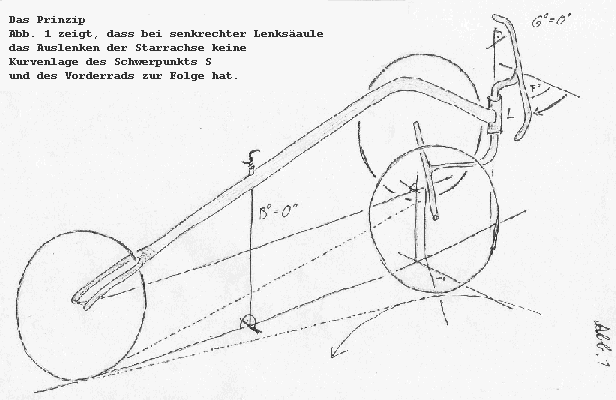 Das Prinzip
Abb. 1 zeigt, dass bei senkrechter Lenksäaule
das Auslenken der Starrachse keine
Kurvenlage des Schwerpunkts S
und des Vorderrads zur Folge hat.
G°=0°
F°
L
B°=0°
Abb. 1